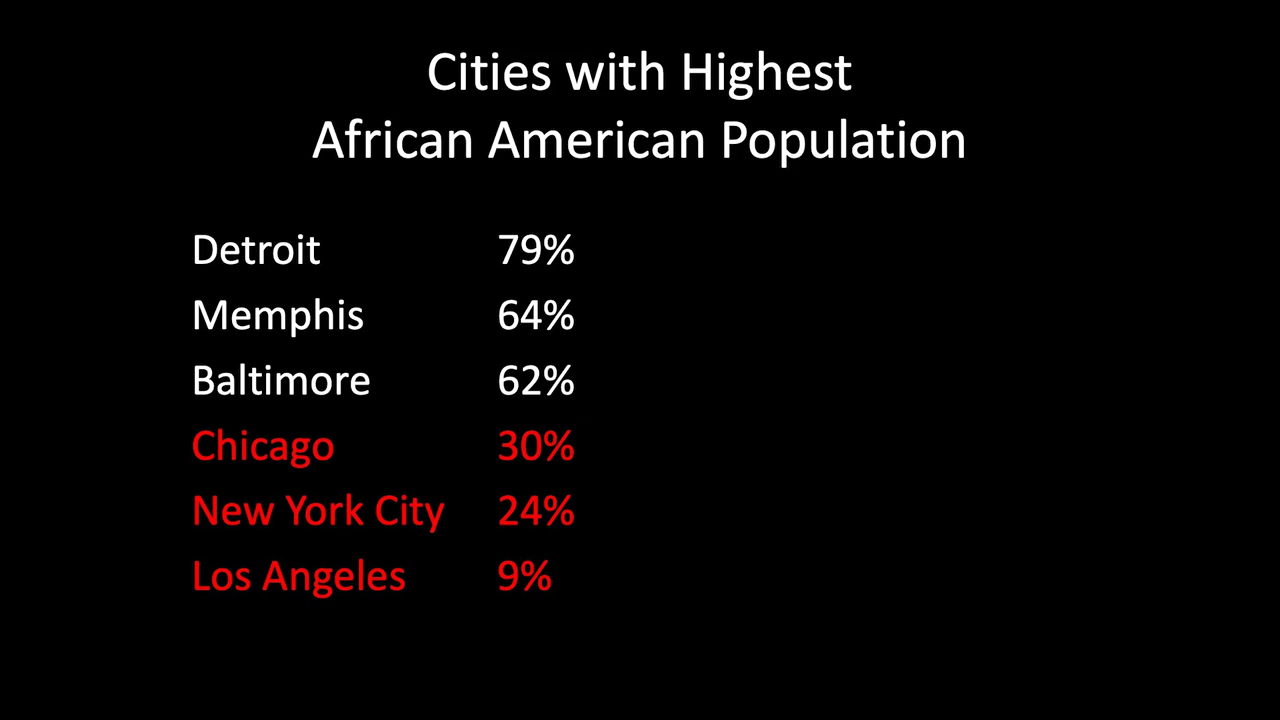 Cities with Highest
African American Population
Detroit 79%
Memphis 64%
Baltimore 62%
Chicago 30%
New York City 24%
Los Angeles 9%